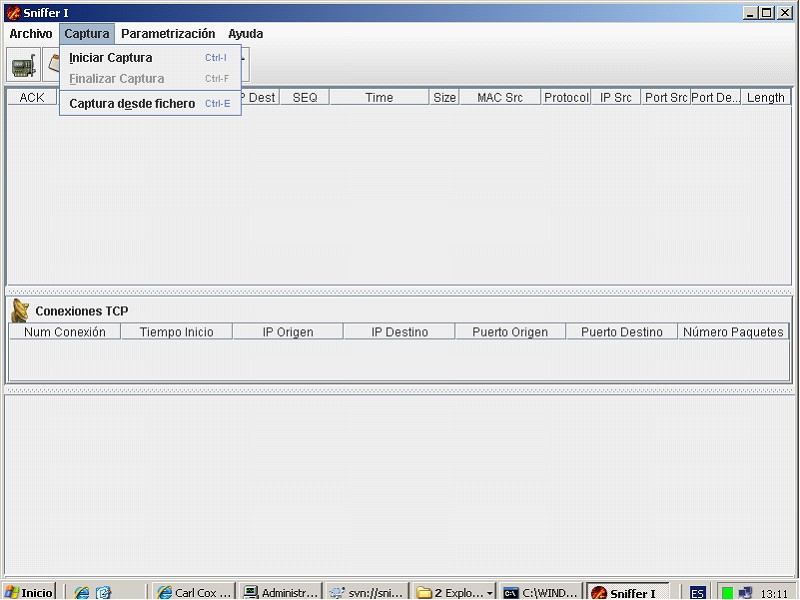 Sniffer I
Archivo Captura Parametrización Ayuda
Iniciar Captura Ctrl-I
Finalizar Captura Ctrl-F
Captura desde fichero Ctrl-E
ACK Dest SEQ Time Size MAC Src Protocol IP Src Port Src Port De... Length
Conexiones TCP
Num Conexión Tiempo Inicio IP Origen IP Destino Puerto Origen Puerto Destino Número Paquetes
Inicio Carl Cox ... Administr... svn://sni... 2 Explo... C:\WIND... Sniffer I ES 13:11